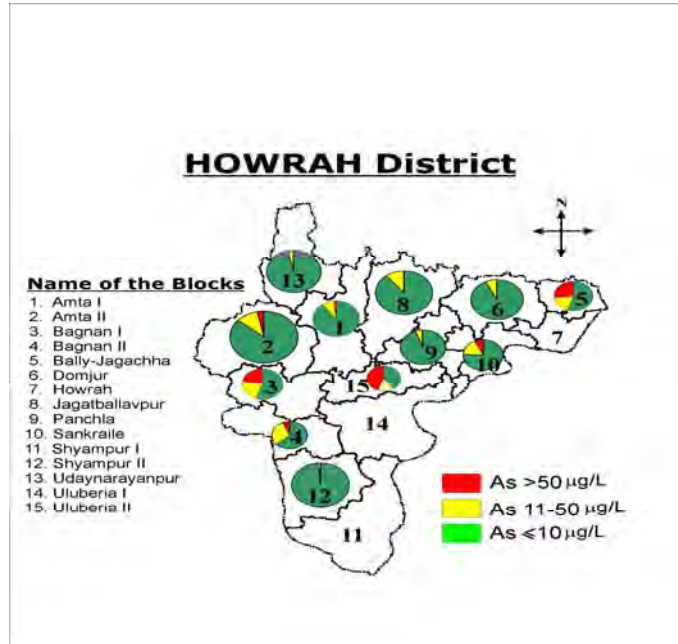 HOWRAH District
N
Name of the Blocks
1. Amta I
2. Amta II
3. Bagnan I
4. Bagnan II
5. Bally-Jagachha
6. Domjur
7. Howrah
8. Jagatballavpur
9. Panchla
10. Sankraile
11. Shyampur I
12. Shyampur II
13. Udaynarayanpur
14. Uluberia I
15. Uluberia II
13
8
6
5
1
7
2
9
10
3
15
14
4
12
11
As >50 µg/L
As 11-50 µg/L
As ⩽10 µg/L